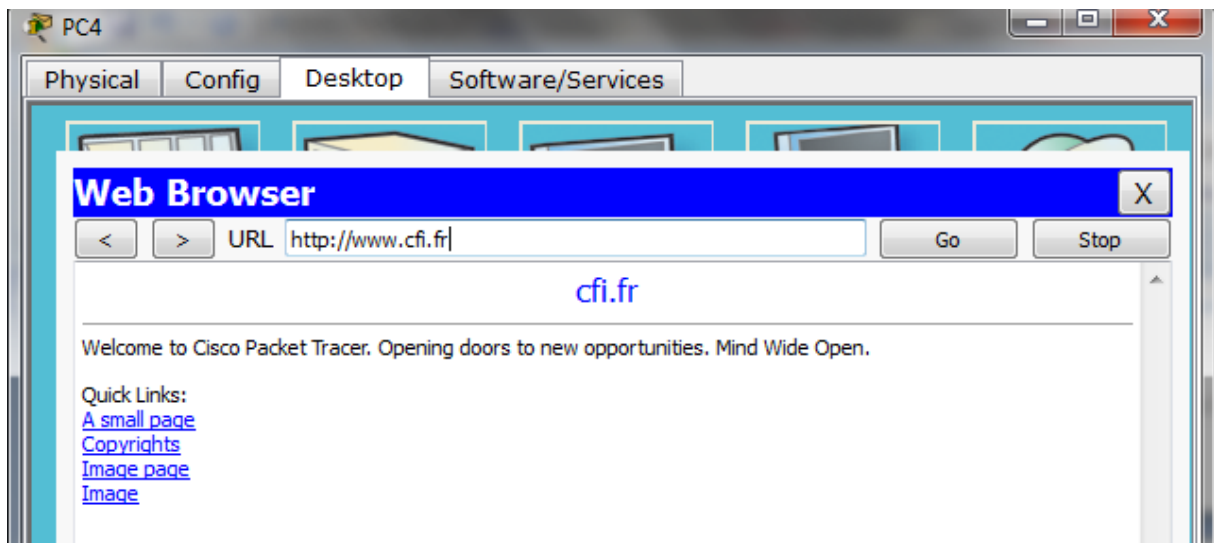 PC4
Physical Config Desktop Software/Services
Web Browser X
< > URL http://www.cfi.fr Go Stop
cfi.fr
Welcome to Cisco Packet Tracer. Opening doors to new opportunities. Mind Wide Open.
Quick Links:
A small page
Copyrights
Image page
Image